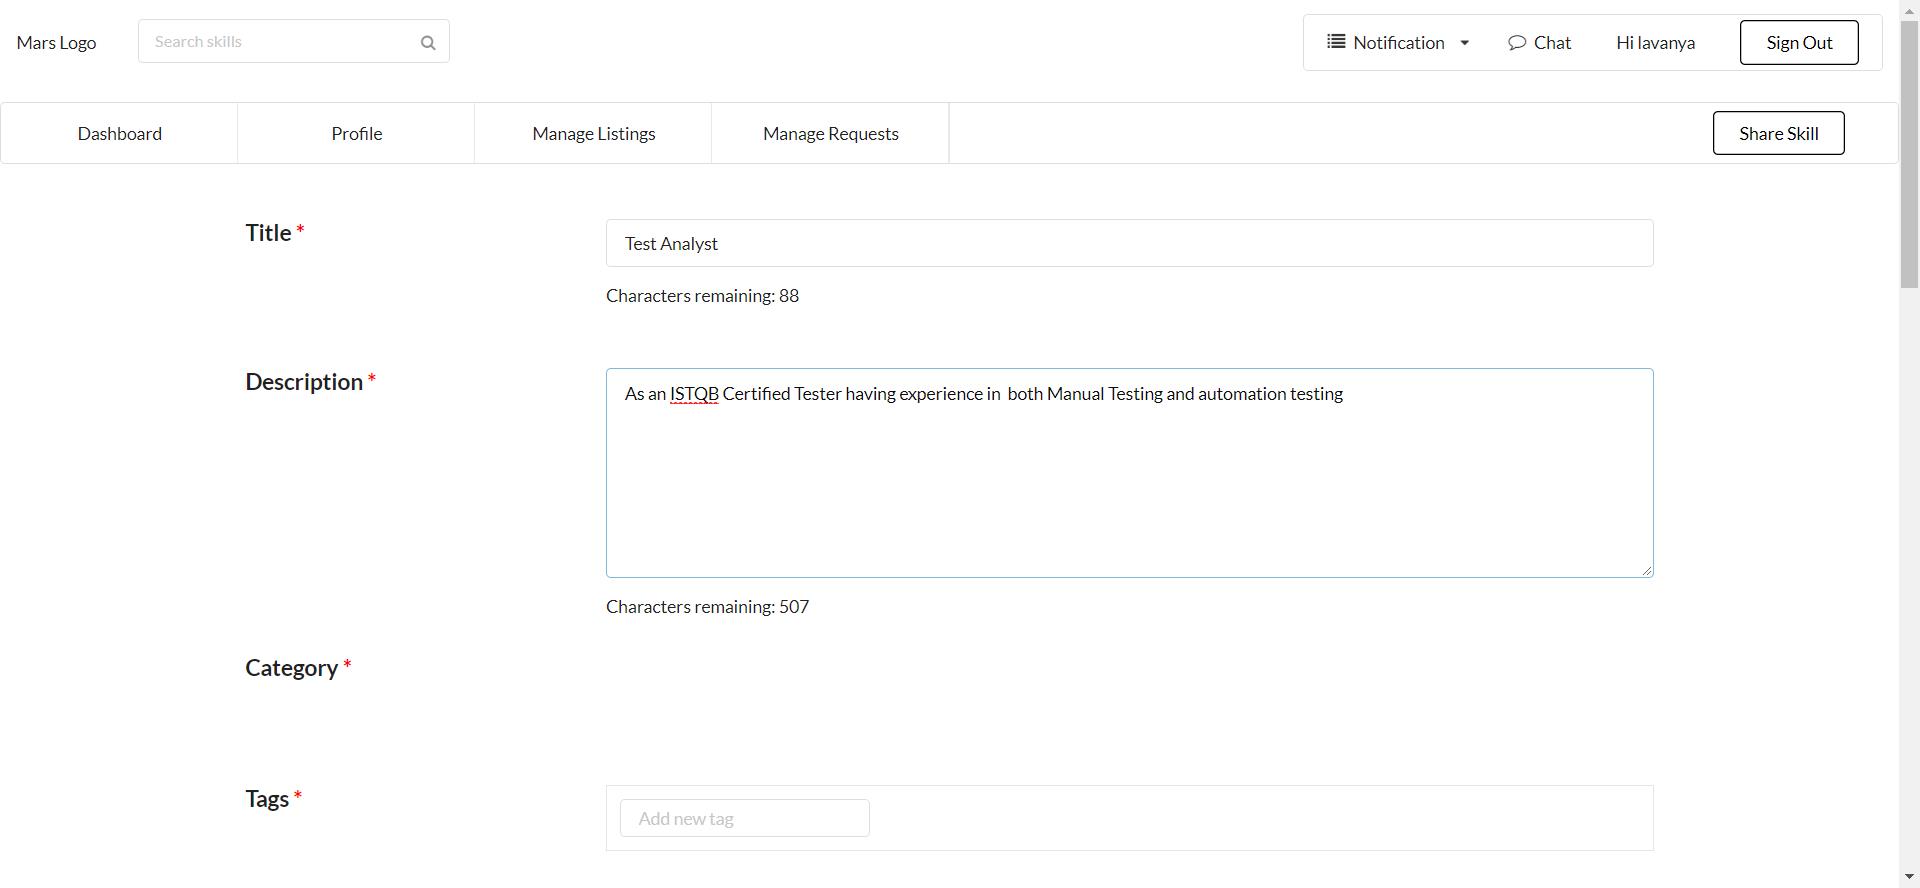 Mars Logo
Search skills
Notification
Chat
Hi lavanya
Sign Out
Dashboard
Profile
Manage Listings
Manage Requests
Share Skill
Title *
Test Analyst
Characters remaining: 88
Description *
As an ISTQB Certified Tester having experience in  both Manual Testing and automation testing
Characters remaining: 507
Category *
Tags *
Add new tag